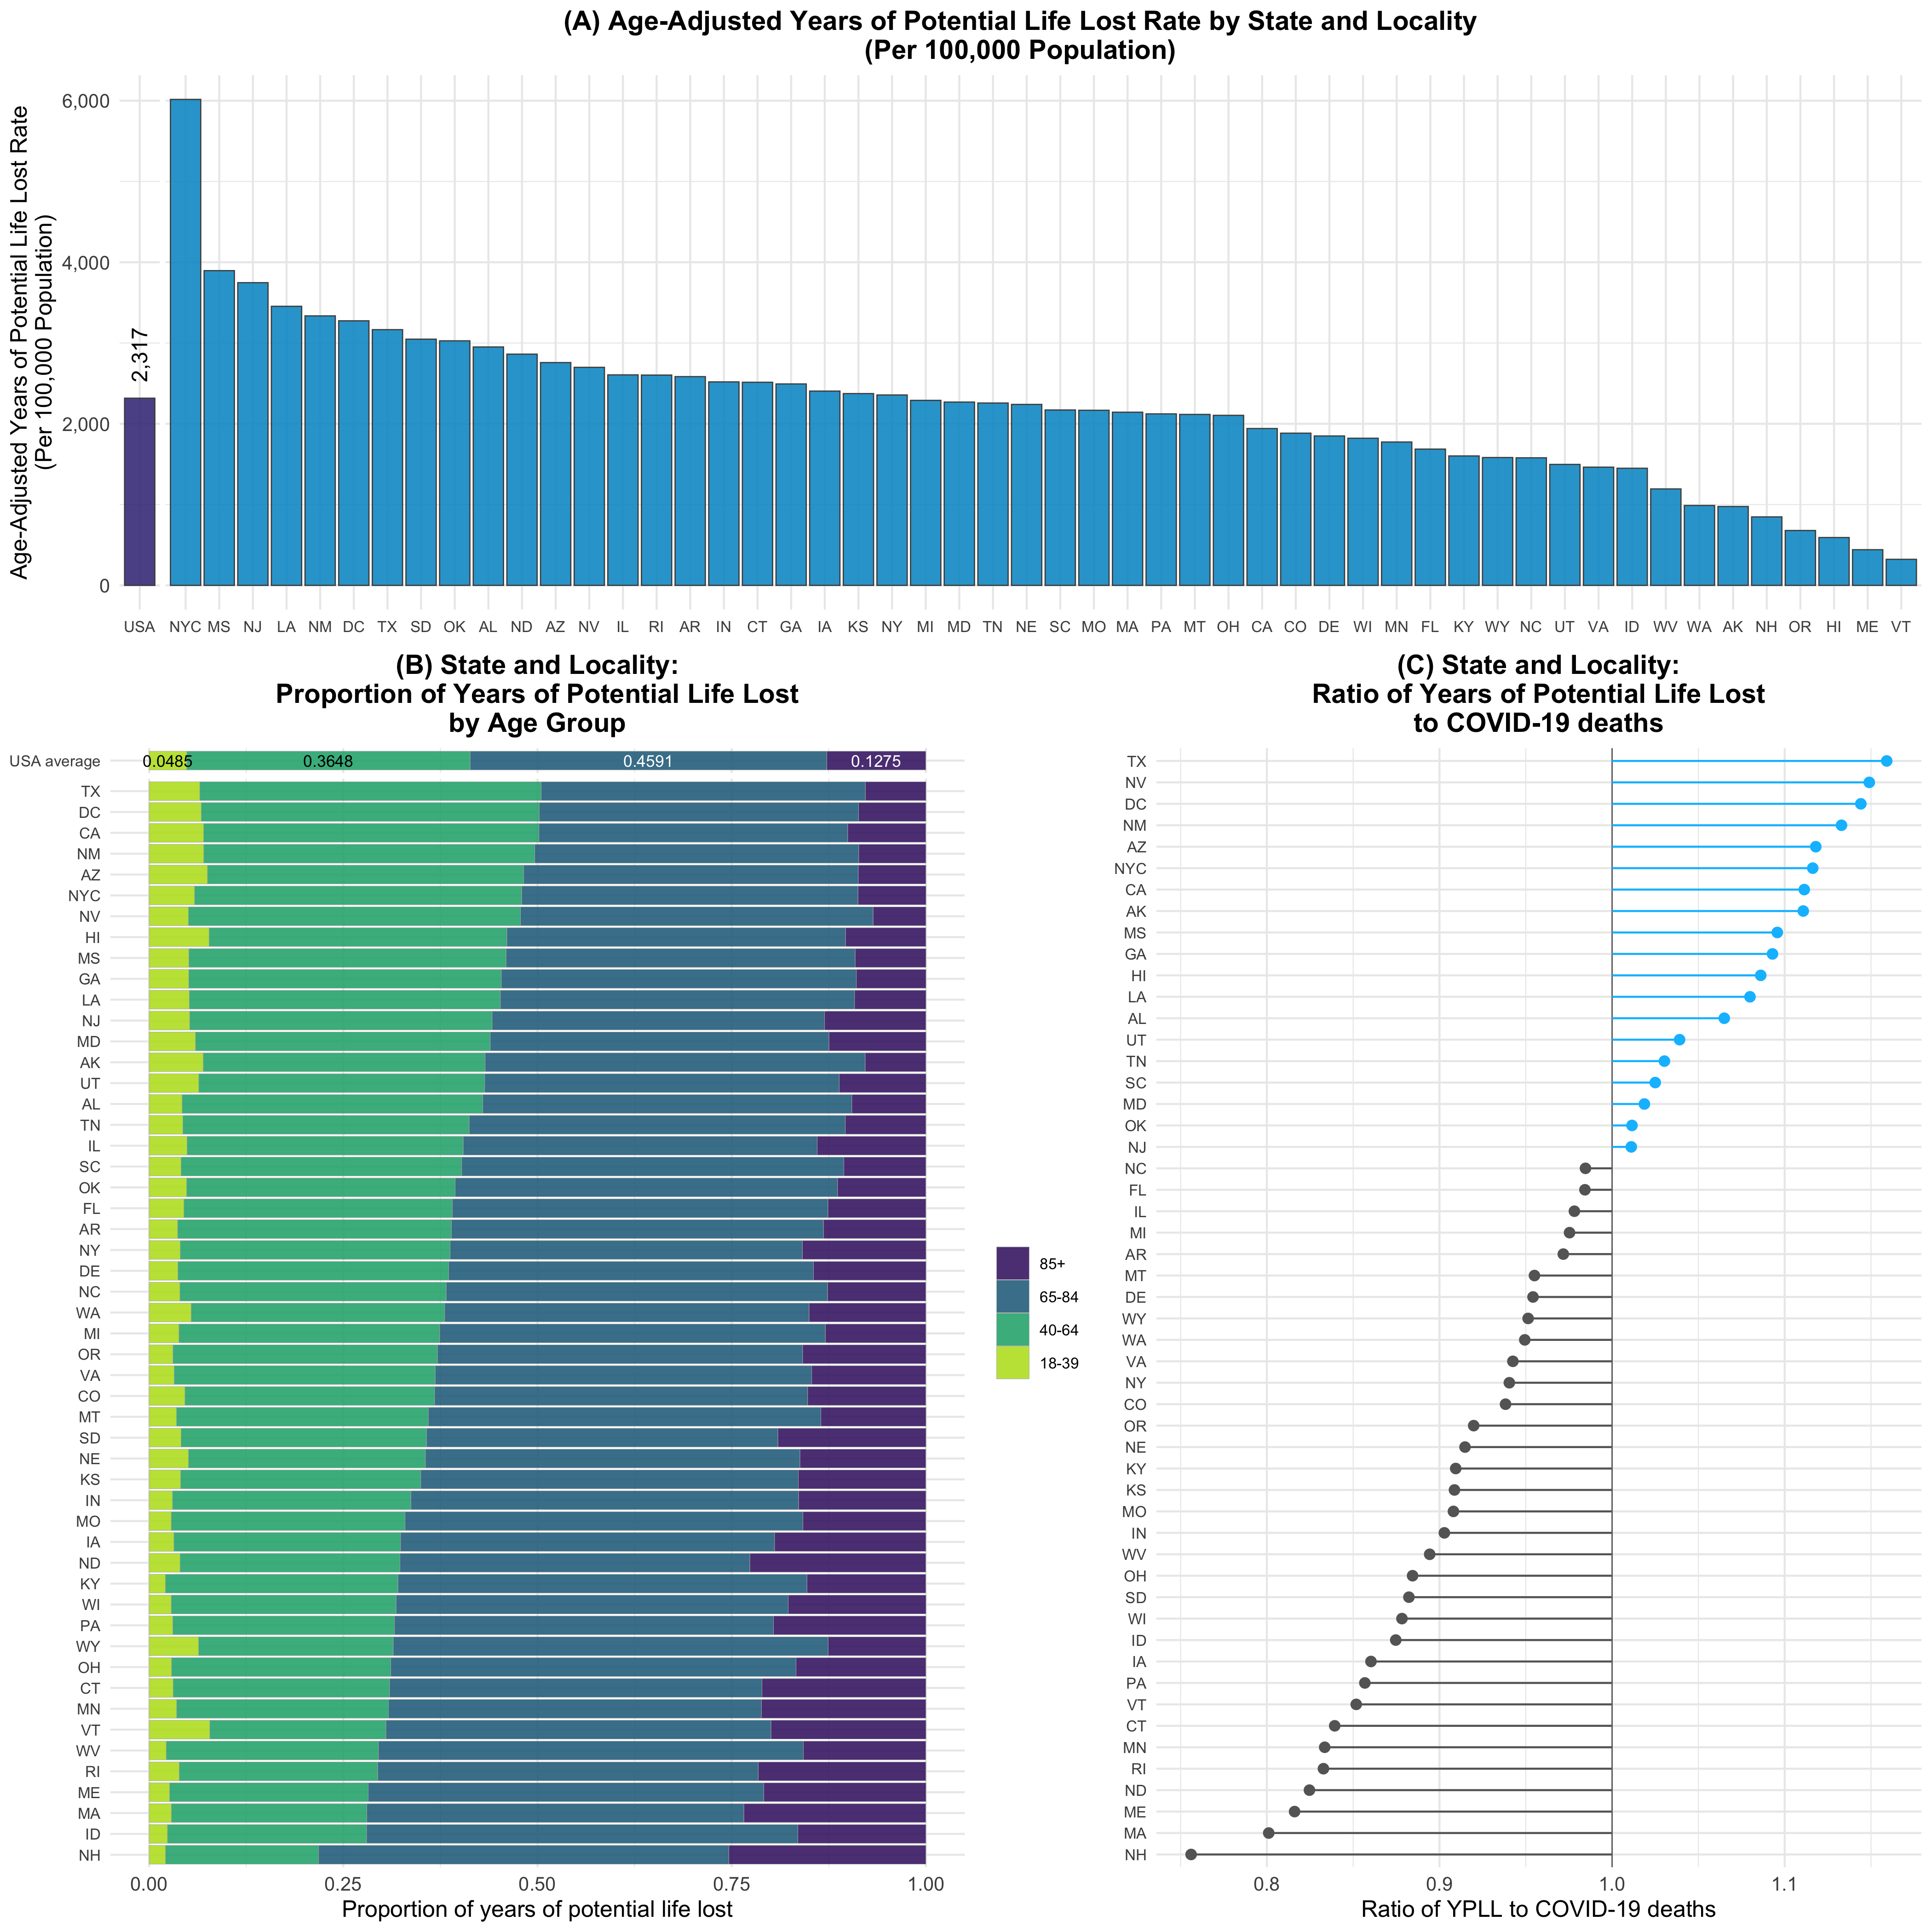 (A) Age-Adjusted Years of Potential Life Lost Rate by State and Locality
(Per 100,000 Population)
Age-Adjusted Years of Potential Life Lost Rate
(Per 100,000 Population)
6,000
4,000
2,000
0
2,317
USA NYC MS NJ LA NM DC TX SD OK AL ND AZ NV IL RI AR IN CT GA IA KS NY MI MD TN NE SC MO MA PA MT OH CA CO DE WI MN FL KY WY NC UT VA ID WV WA AK NH OR HI ME VT
(B) State and Locality:
Proportion of Years of Potential Life Lost
by Age Group
USA average 0.0485 0.3648 0.4591 0.1275
TX
DC
CA
NM
AZ
NYC
NV
HI
MS
GA
LA
NJ
MD
AK
UT
AL
TN
IL
SC
OK
FL
AR
NY
DE
NC
WA
MI
OR
VA
CO
MT
SD
NE
KS
IN
MO
IA
ND
KY
WI
PA
WY
OH
CT
MN
VT
WV
RI
ME
MA
ID
NH
0.00 0.25 0.50 0.75 1.00
Proportion of years of potential life lost
85+
65-84
40-64
18-39
(C) State and Locality:
Ratio of Years of Potential Life Lost
to COVID-19 deaths
TX
NV
DC
NM
AZ
NYC
CA
AK
MS
GA
HI
LA
AL
UT
TN
SC
MD
OK
NJ
NC
FL
IL
MI
AR
MT
DE
WY
WA
VA
NY
CO
OR
NE
KY
KS
MO
IN
WV
OH
SD
WI
ID
IA
PA
VT
CT
MN
RI
ND
ME
MA
NH
0.8 0.9 1.0 1.1
Ratio of YPLL to COVID-19 deaths